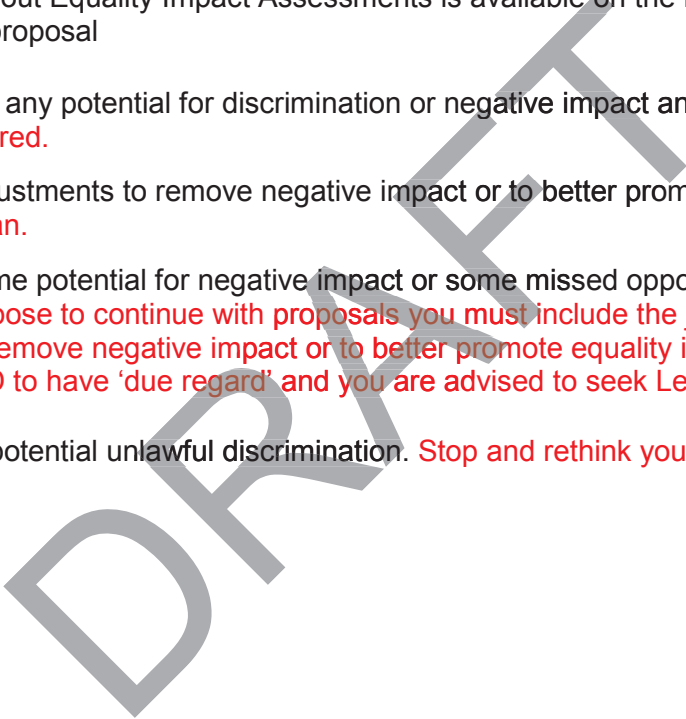 out Equality Impact Assessments is available on the
proposal
any potential for discrimination or negative impact an
red.
ustments to remove negative impact or to better prom
an.
me potential for negative impact or some missed oppo
pose to continue with proposals you must include the
remove negative impact or to better promote equality i
to have ‘due regard’ and you are advised to seek Le
potential unlawful discrimination. Stop and rethink you
DRAFT